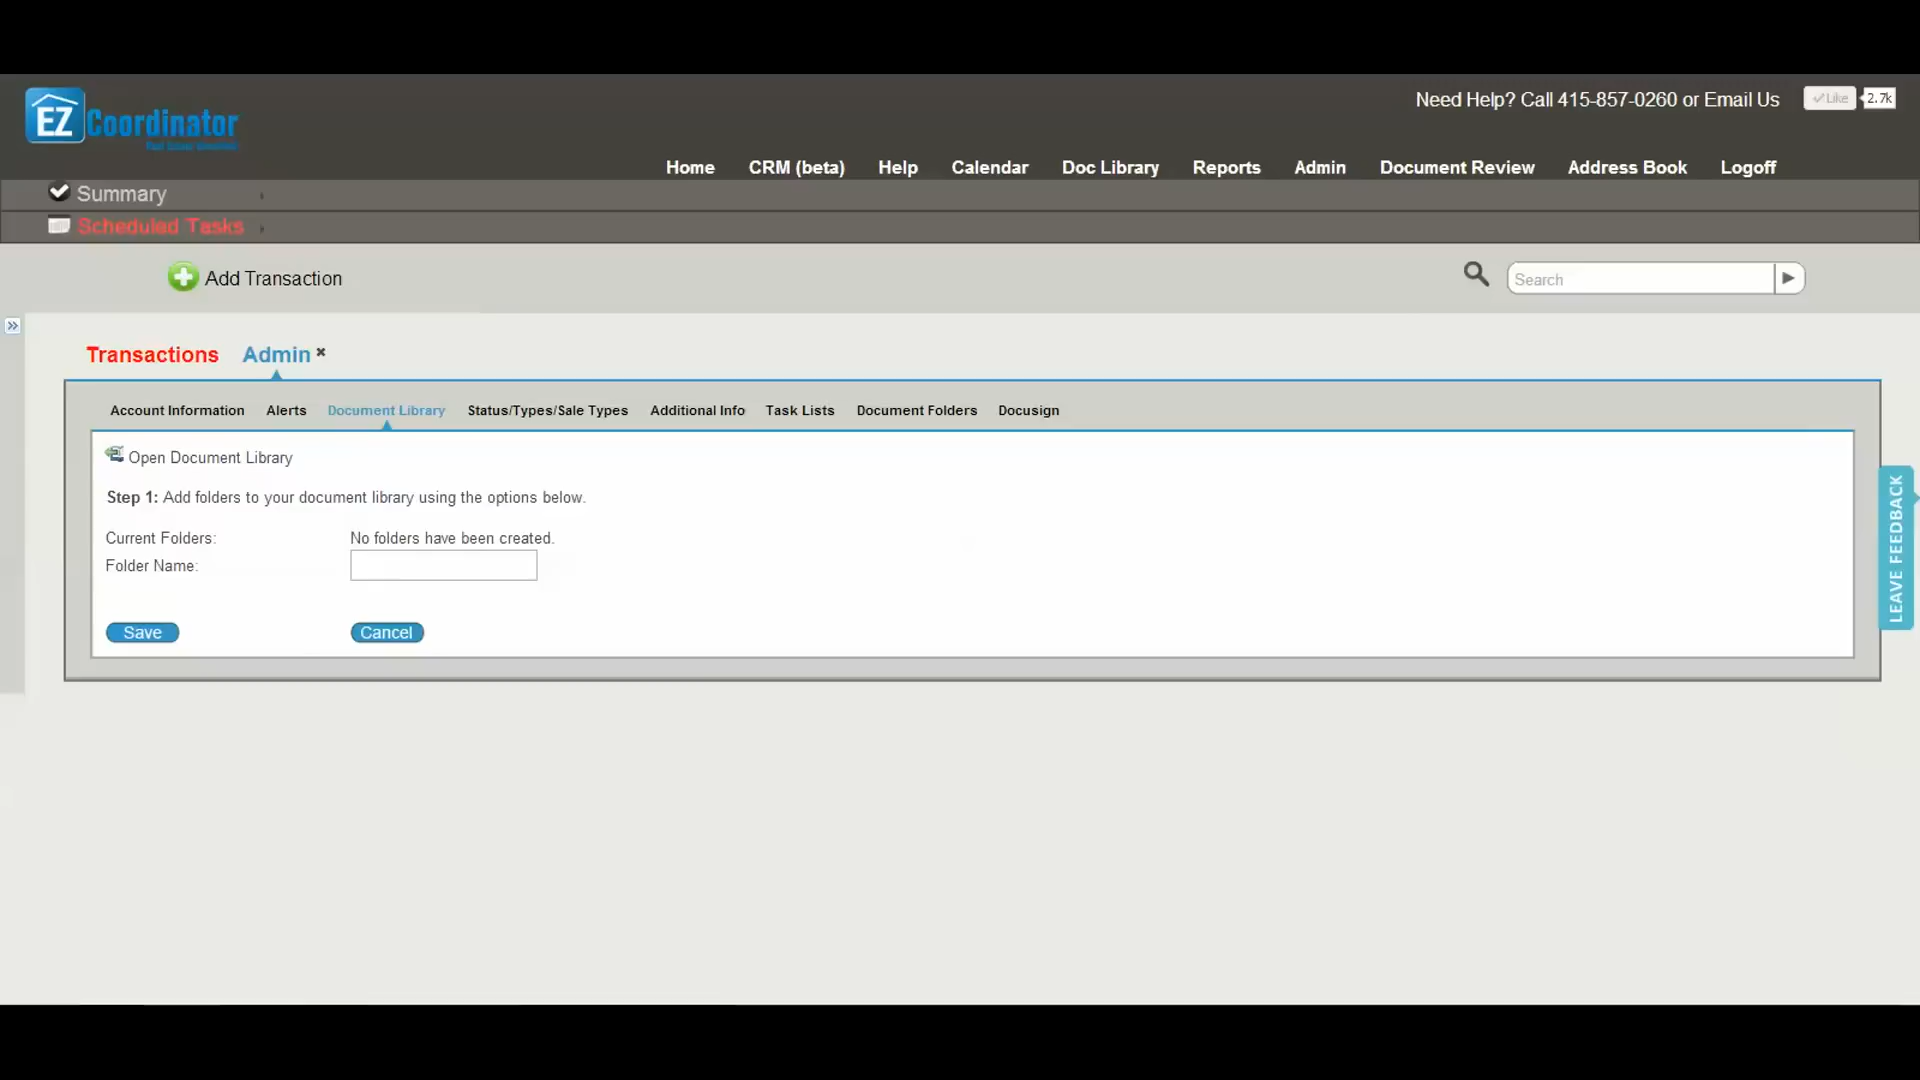 Need Help? Call 415-857-0260 or Email Us
Like 2.7k
EZ Coordinator
Home CRM (beta) Help Calendar Doc Library Reports Admin Document Review Address Book Logoff
Summary
Scheduled Tasks
Add Transaction
Search
Transactions Admin
Account Information Alerts Document Library Status/Types/Sale Types Additional Info Task Lists Document Folders Docusign
Open Document Library
Step 1: Add folders to your document library using the options below.
Current Folders: No folders have been created.
Folder Name:
Save Cancel
LEAVE FEEDBACK